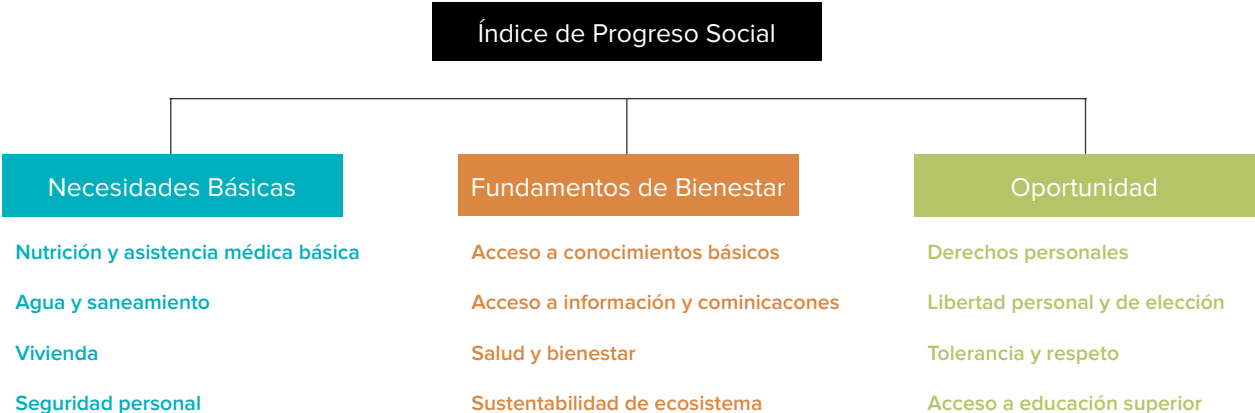 Índice de Progreso Social
Necesidades Básicas
Nutrición y asistencia médica básica
Agua y saneamiento
Vivienda
Seguridad personal
Fundamentos de Bienestar
Acceso a conocimientos básicos
Acceso a información y cominicacones
Salud y bienestar
Sustentabilidad de ecosistema
Oportunidad
Derechos personales
Libertad personal y de elección
Tolerancia y respeto
Acceso a educación superior